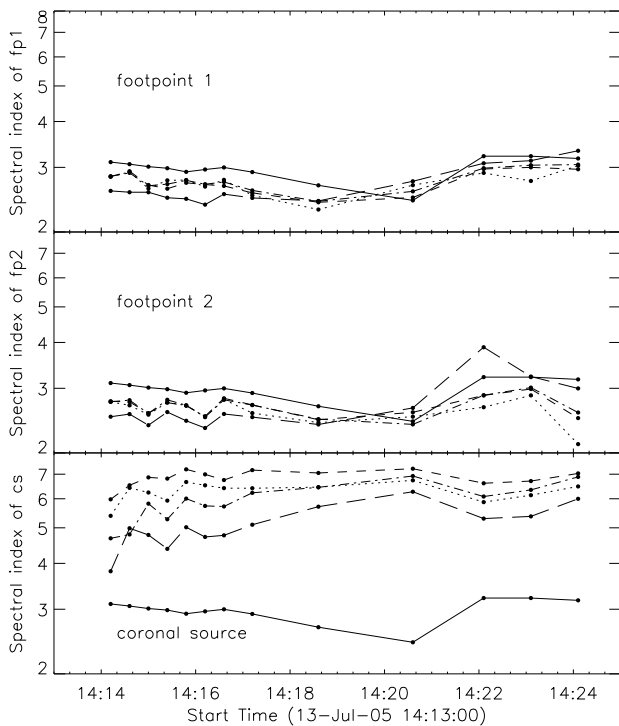 Spectral index of fp1
8
7
6
5
4
3
2
footpoint 1
Spectral index of fp2
7
6
5
4
3
2
footpoint 2
Spectral index of cs
7
6
5
4
3
2
coronal source
14:14 14:16 14:18 14:20 14:22 14:24
Start Time (13-Jul-05 14:13:00)